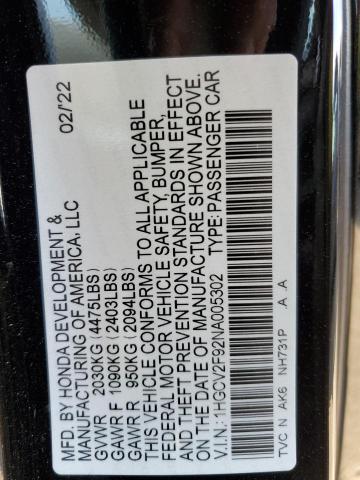 MFD. BY HONDA DEVELOPMENT & 02/'22
MANUFACTURING OF AMERICA, LLC
GVWR 2030KG (4475LBS)
GAWR F 1090KG (2403LBS)
GAWR R 950KG (2094LBS)
THIS VEHICLE CONFORMS TO ALL APPLICABLE
FEDERAL MOTOR VEHICLE SAFETY, BUMPER,
AND THEFT PREVENTION STANDARDS IN EFFECT
ON THE DATE OF MANUFACTURE SHOWN ABOVE.
V.I.N: 1HGCV2F92NA005302 TYPE: PASSENGER CAR
TVC N AK6 NH731P A A